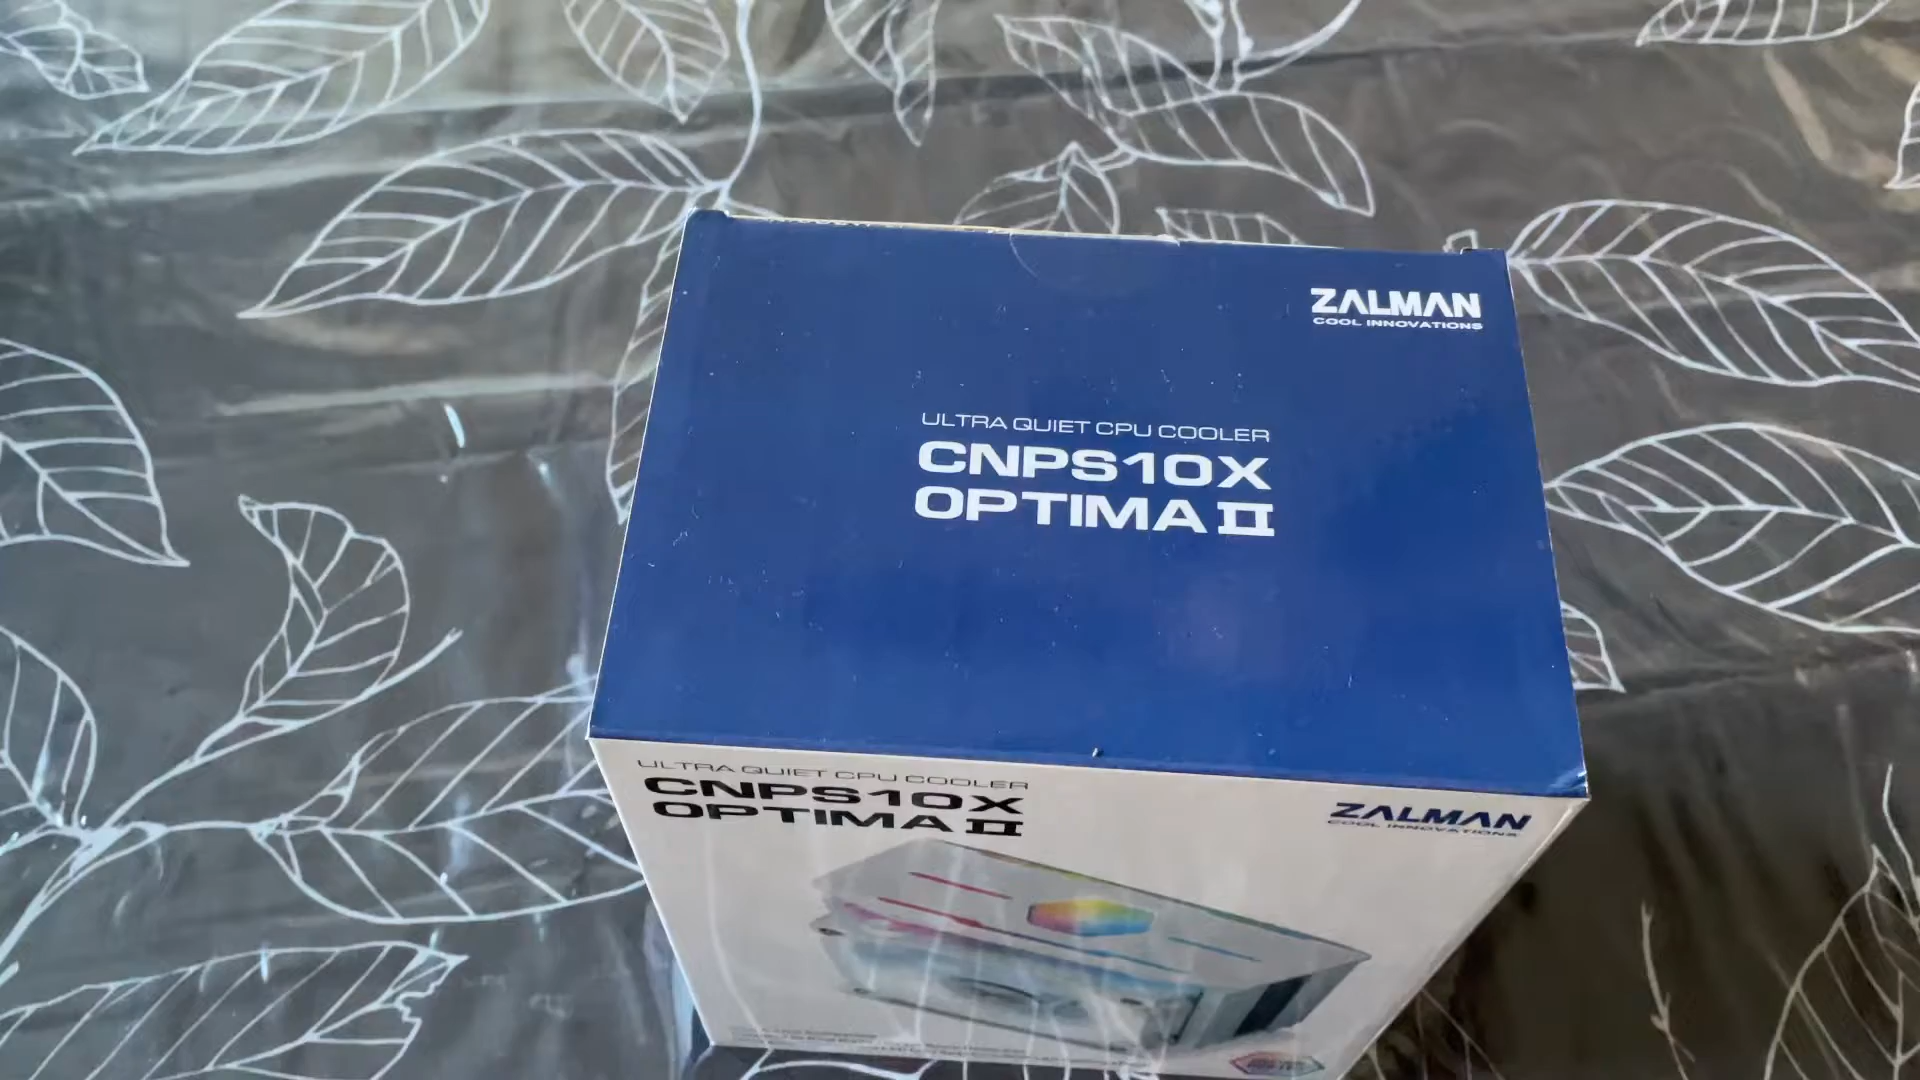 ZALMAN
COOL INNOVATIONS
ULTRA QUIET CPU COOLER
CNPS10X
OPTIMA II
ULTRA QUIET CPU COOLER
CNPS10X
OPTIMA II
ZALMAN
COOL INNOVATIONS